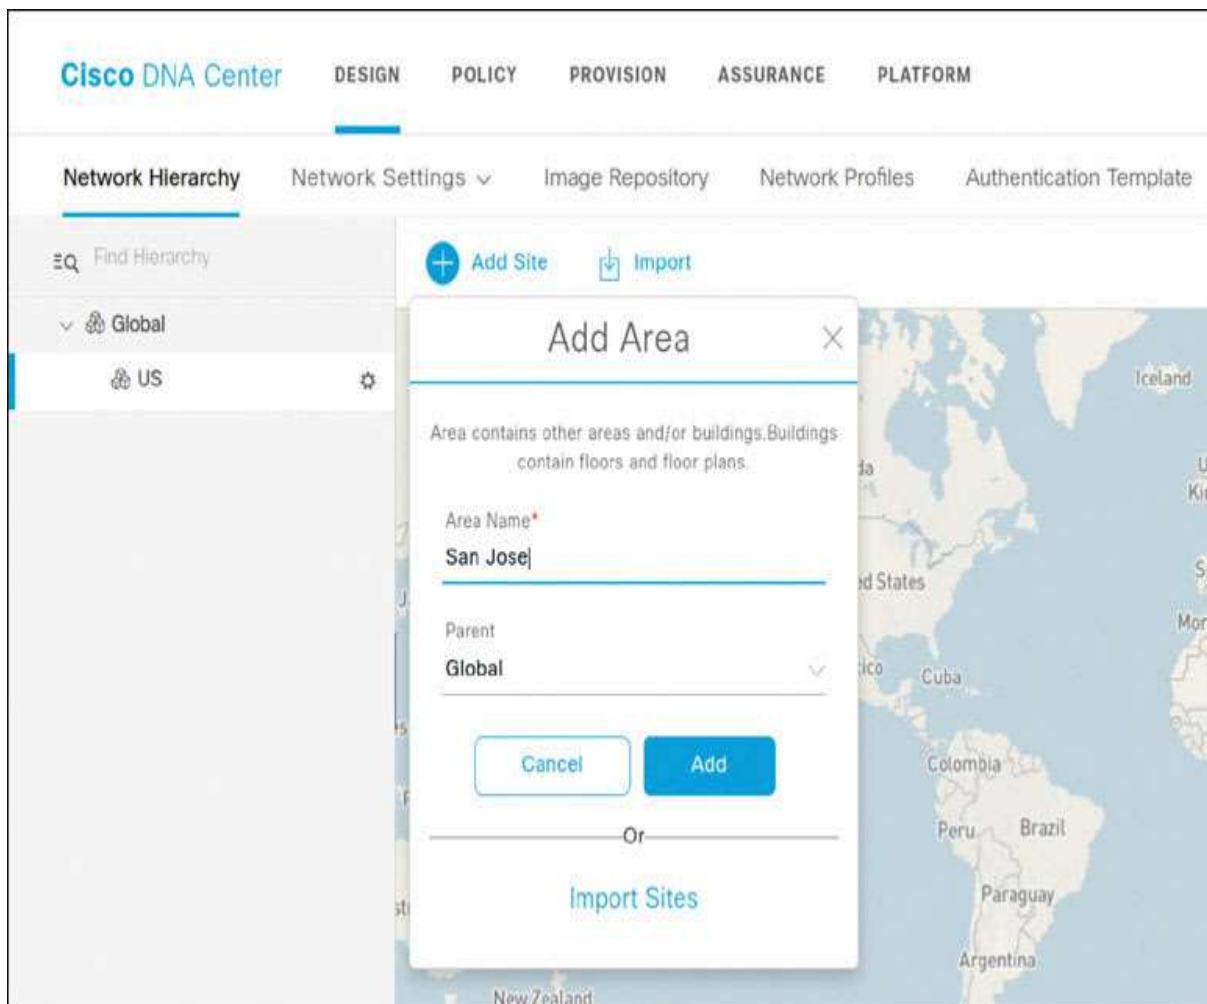 Cisco DNA Center DESIGN POLICY PROVISION ASSURANCE PLATFORM
Network Hierarchy Network Settings Image Repository Network Profiles Authentication Template
Find Hierarchy
Add Site Import
Global
US
Add Area
Area contains other areas and/or buildings.Buildings
contain floors and floor plans.
Area Name*
San Jose
Parent
Global
Cancel Add
Or
Import Sites
Iceland
ed States
Cuba
Colombia
Peru Brazil
Paraguay
Argentina
New Zealand